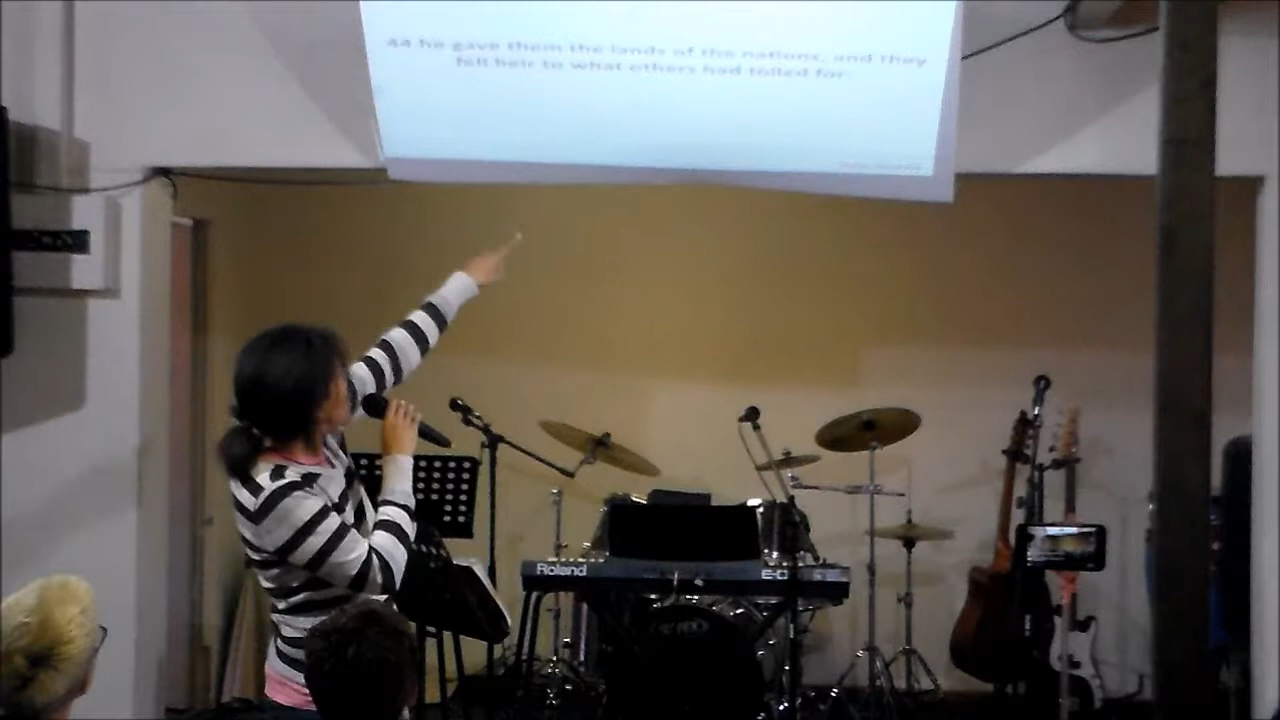 44 he gave them the lands of the nations, and they
fell heir to what others had toiled for-
Roland
E-